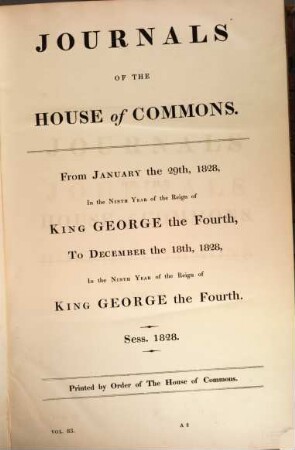 JOURNALS
OF THE
HOUSE of COMMONS.
From JANUARY the 29th, 1828,
In the NINTH YEAR of the Reign of
KING GEORGE the Fourth,
To DECEMBER the 18th, 1828,
In the NINTH YEAR of the Reign of
KING GEORGE the Fourth.
Sess. 1828.
Printed by Order of The House of Commons.
VOL. 83. A 2